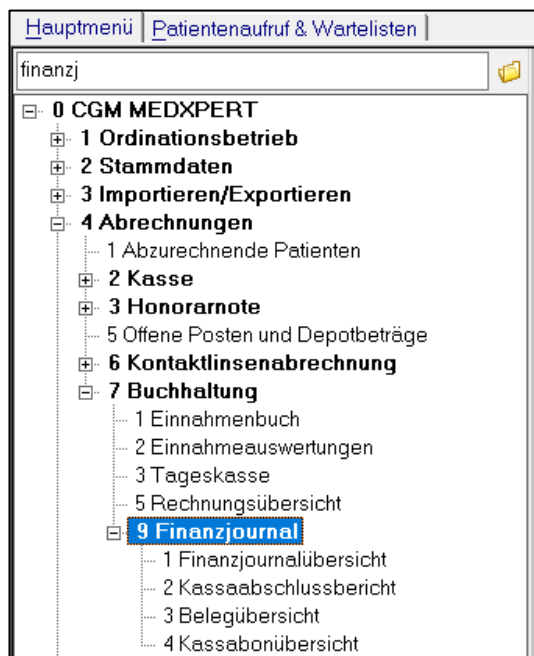 Hauptmenü Patientenaufruf & Wartelisten
finanzj
0 CGM MEDXPERT
1 Ordinationsbetrieb
2 Stammdaten
3 Importieren/Exportieren
4 Abrechnungen
1 Abzurechnende Patienten
2 Kasse
3 Honorarnote
5 Offene Posten und Depotbeträge
6 Kontaktlinsenabrechnung
7 Buchhaltung
1 Einnahmenbuch
2 Einnahmeauswertungen
3 Tageskasse
5 Rechnungsübersicht
9 Finanzjournal
1 Finanzjournalübersicht
2 Kassaabschlussbericht
3 Belegübersicht
4 Kassabonübersicht